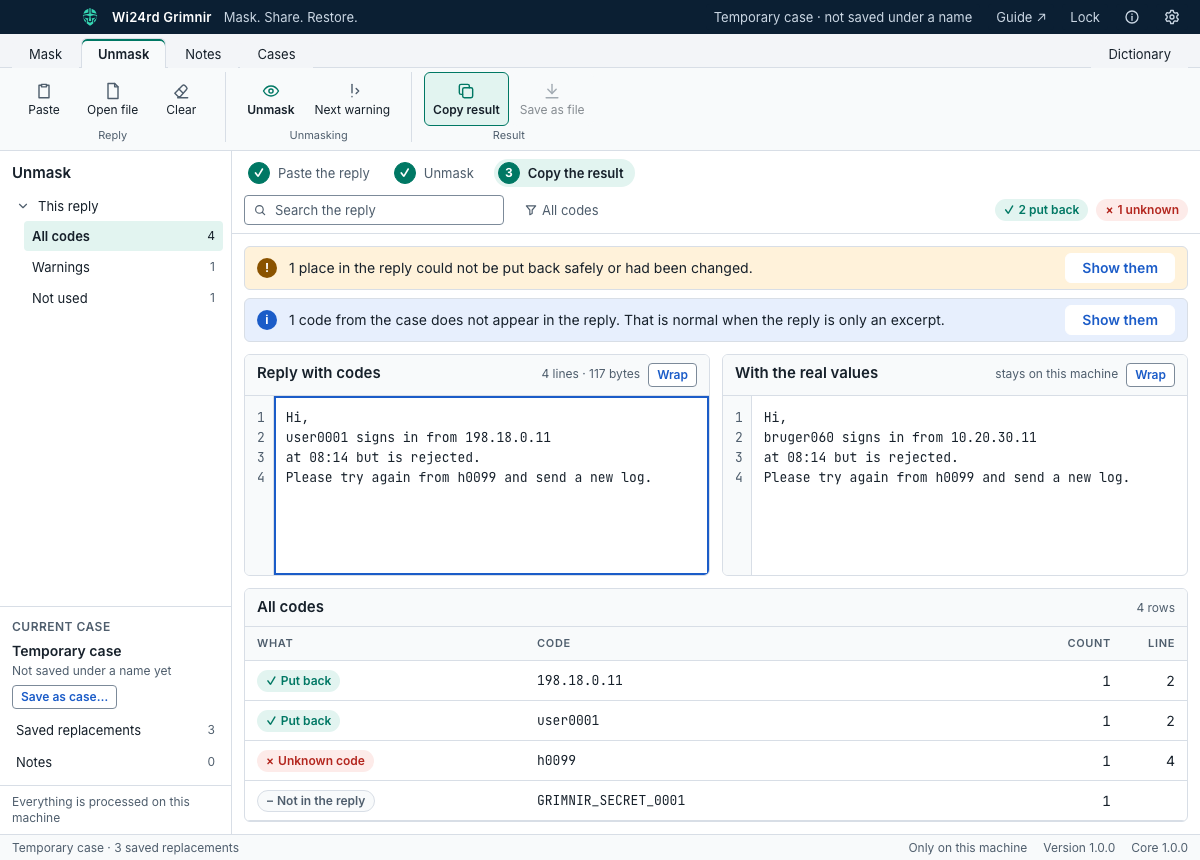 Wi24rd Grimnir Mask. Share. Restore. Temporary case · not saved under a name Guide ↗ Lock
Mask Unmask Notes Cases Dictionary
Paste Open file Clear Unmask Next warning Copy result Save as file
Reply Unmasking Result
Unmask
This reply
All codes 4
Warnings 1
Not used 1
CURRENT CASE
Temporary case
Not saved under a name yet
Save as case...
Saved replacements 3
Notes 0
Everything is processed on this
machine
Paste the reply Unmask 3 Copy the result
Search the reply All codes ✓ 2 put back × 1 unknown
! 1 place in the reply could not be put back safely or had been changed. Show them
i 1 code from the case does not appear in the reply. That is normal when the reply is only an excerpt. Show them
Reply with codes 4 lines · 117 bytes Wrap
1 Hi,
2 user0001 signs in from 198.18.0.11
3 at 08:14 but is rejected.
4 Please try again from h0099 and send a new log.
With the real values stays on this machine Wrap
1 Hi,
2 bruger060 signs in from 10.20.30.11
3 at 08:14 but is rejected.
4 Please try again from h0099 and send a new log.
All codes 4 rows
WHAT CODE COUNT LINE
✓ Put back 198.18.0.11 1 2
✓ Put back user0001 1 2
× Unknown code h0099 1 4
– Not in the reply GRIMNIR_SECRET_0001 1
Temporary case · 3 saved replacements Only on this machine Version 1.0.0 Core 1.0.0